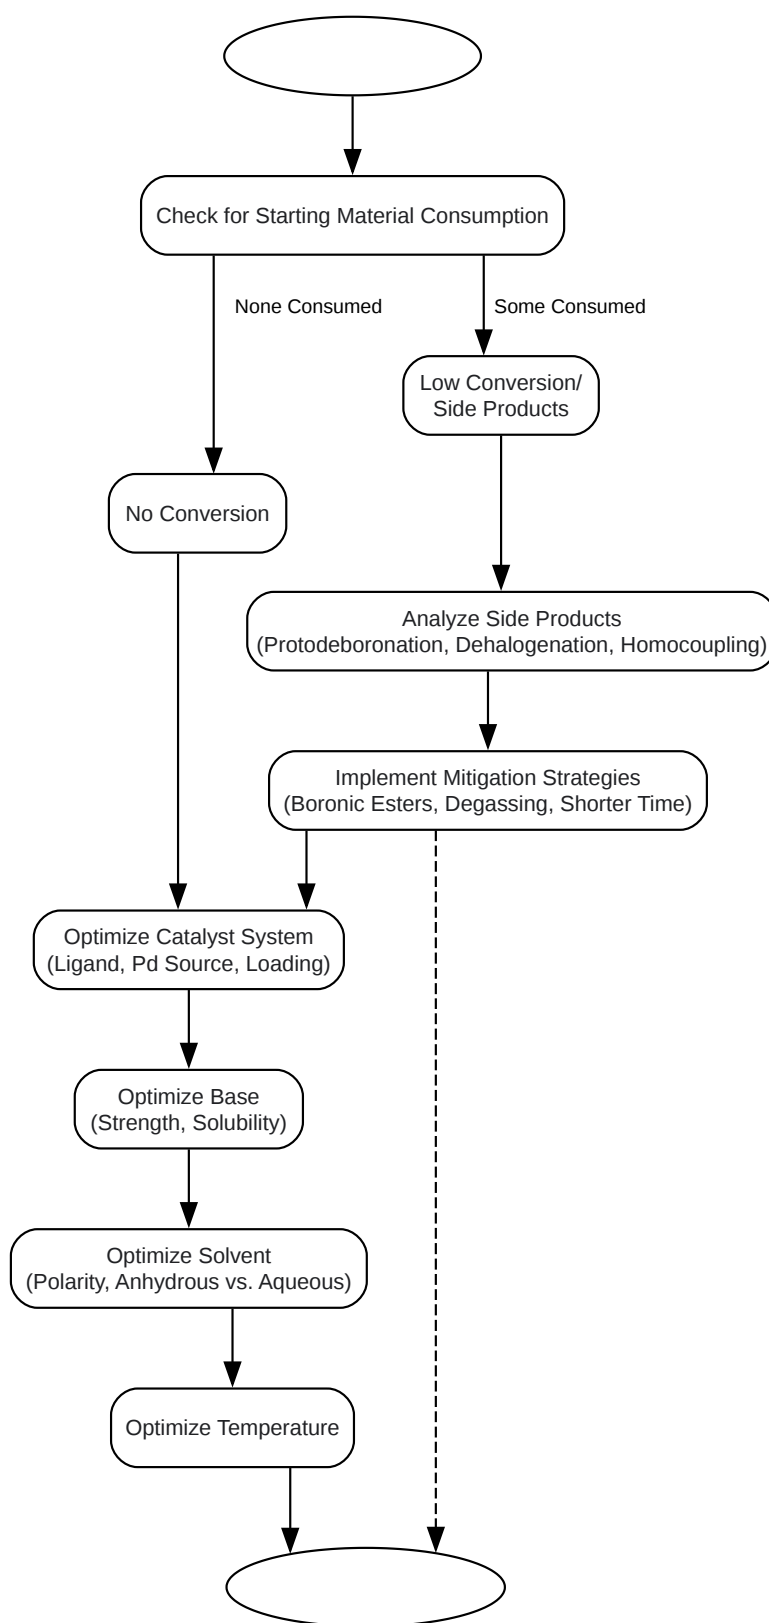 Check for Starting Material Consumption
None Consumed
Some Consumed
Low Conversion/
Side Products
No Conversion
Analyze Side Products
(Protodeboronation, Dehalogenation, Homocoupling)
Implement Mitigation Strategies
(Boronic Esters, Degassing, Shorter Time)
Optimize Catalyst System
(Ligand, Pd Source, Loading)
Optimize Base
(Strength, Solubility)
Optimize Solvent
(Polarity, Anhydrous vs. Aqueous)
Optimize Temperature